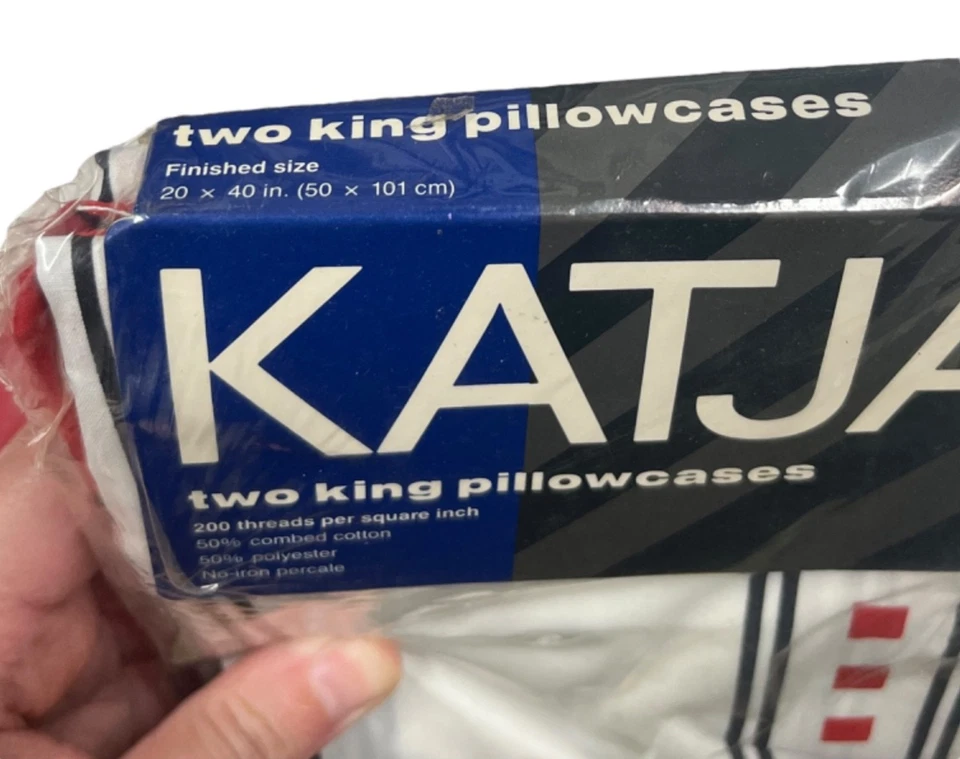 two king pillowcases
Finished size
20 x 40 in. (50 x 101 cm)
KATJA
two king pillowcases
200 threads per square inch
50% combed cotton
50% polyester
No-iron percale